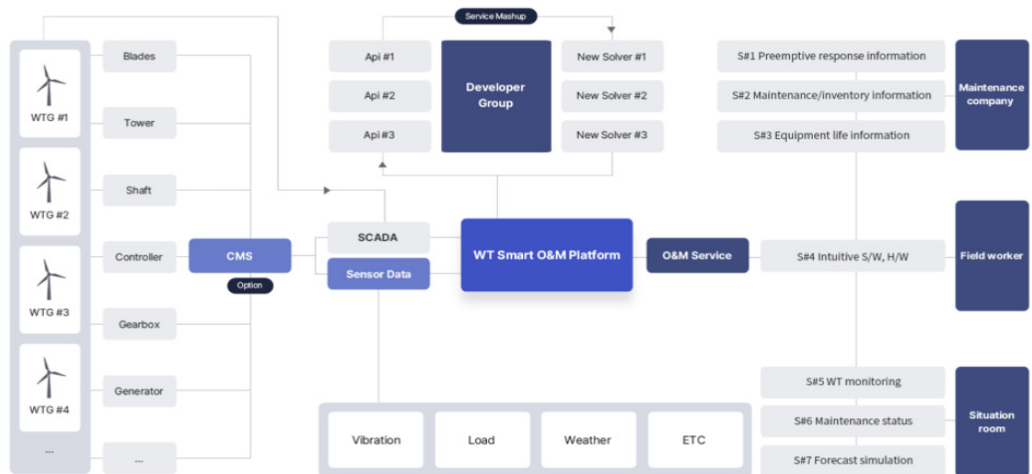 Service Mashup
WTG #1
WTG #2
WTG #3
WTG #4
...
Blades
Tower
Shaft
Controller
Gearbox
Generator
...
CMS
Option
Api #1
Api #2
Api #3
Developer
Group
New Solver #1
New Solver #2
New Solver #3
SCADA
Sensor Data
WT Smart O&M Platform
O&M Service
Vibration
Load
Weather
ETC
S#1 Preemptive response information
S#2 Maintenance/inventory information
S#3 Equipment life information
Maintenance
company
S#4 Intuitive S/W, H/W
Field worker
S#5 WT monitoring
S#6 Maintenance status
S#7 Forecast simulation
Situation
room